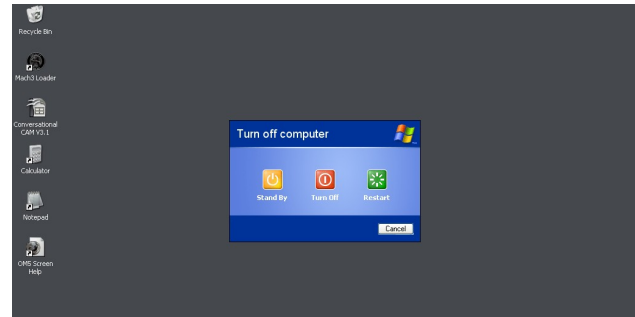 Recycle Bin
Mach3 Loader
Conversational
CAM V3.1
Calculator
Notepad
OM5 Screen
Help
Turn off computer
Stand By
Turn Off
Restart
Cancel